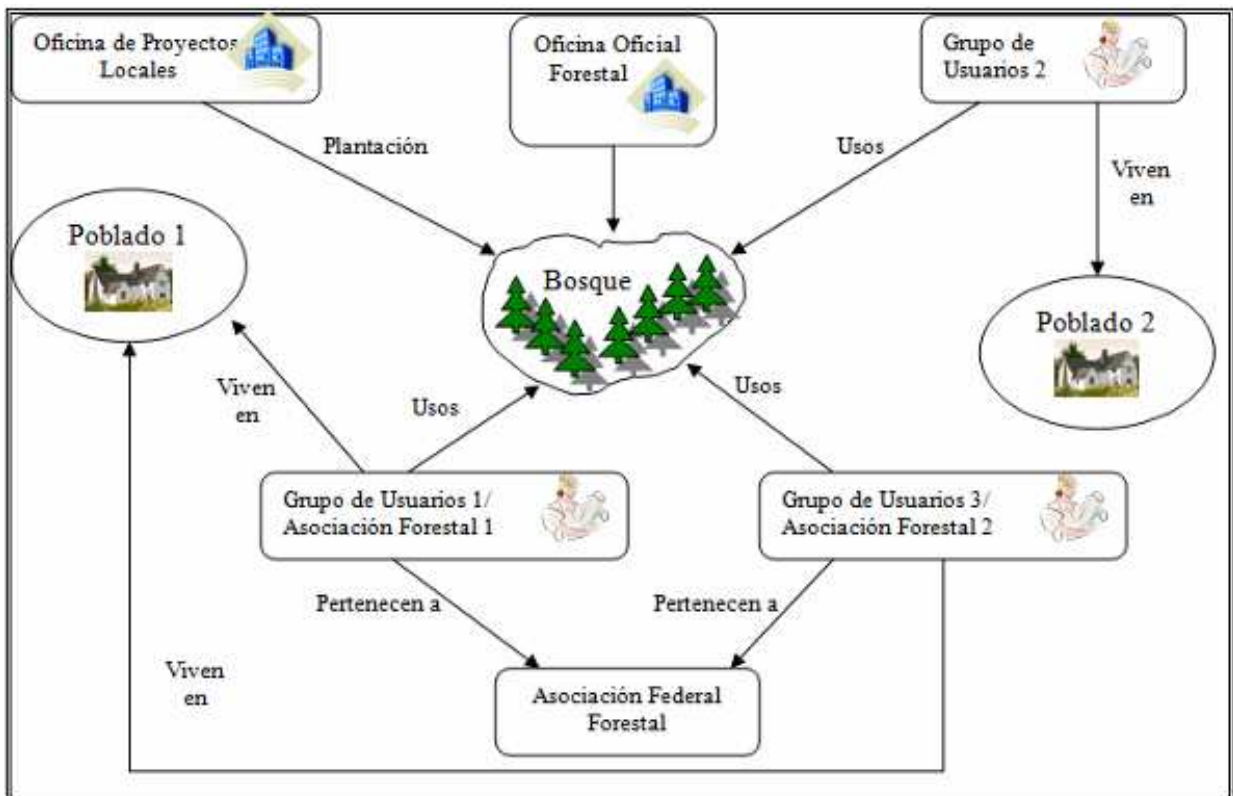 Oficina de Proyectos
Locales
Oficina Oficial
Forestal
Grupo de
Usuarios 2
Plantación
Usos
Viven
en
Poblado 1
Bosque
Poblado 2
Viven
en
Usos
Usos
Grupo de Usuarios 1/
Asociación Forestal 1
Grupo de Usuarios 3/
Asociación Forestal 2
Pertenecen a
Pertenecen a
Viven
en
Asociación Federal
Forestal